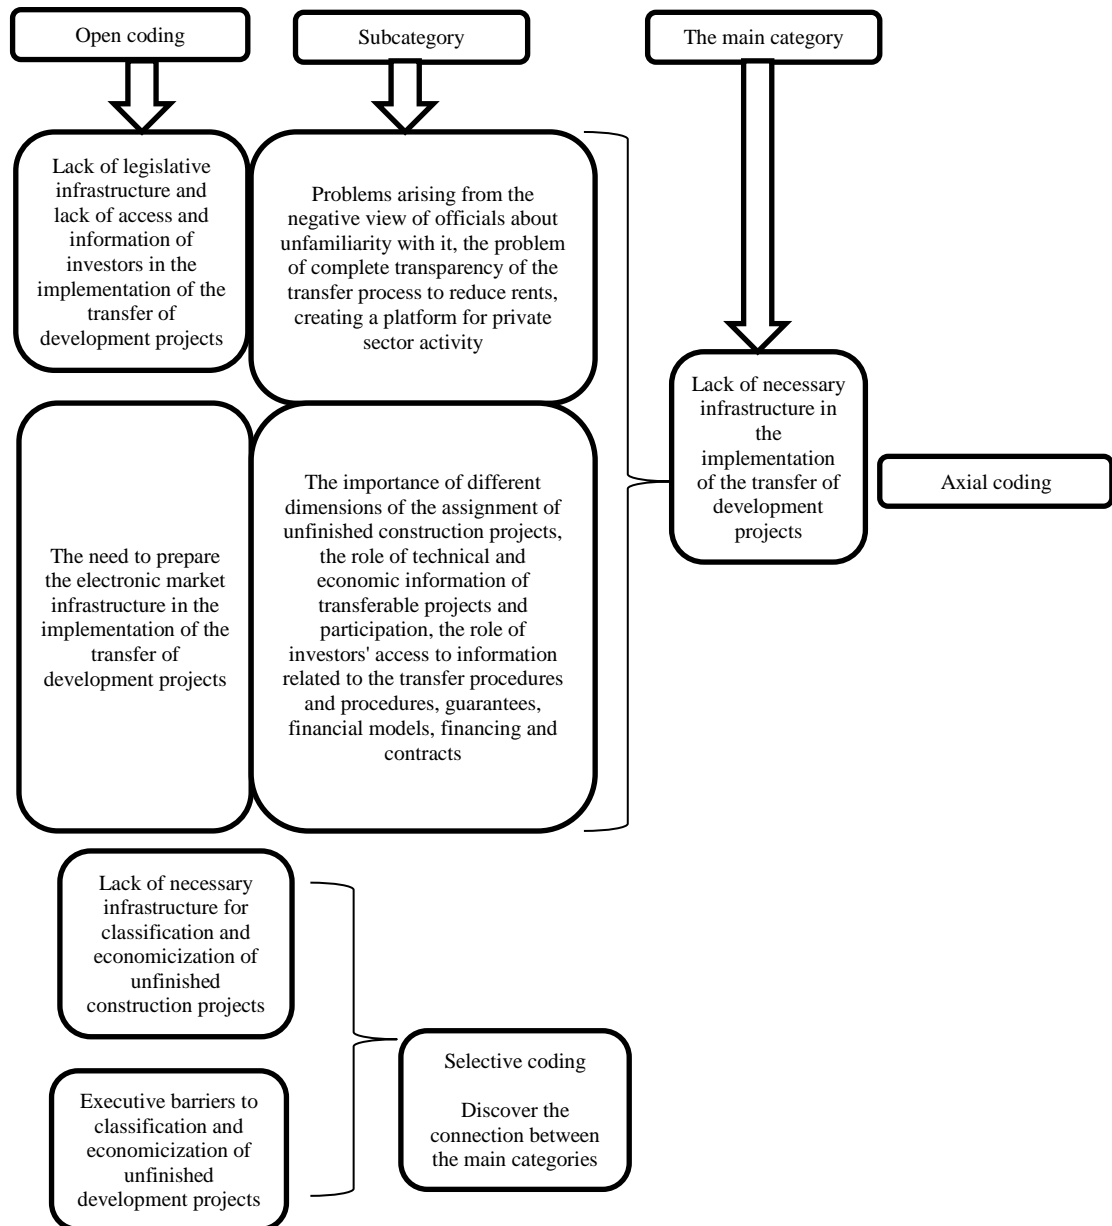 Open coding
Subcategory
The main category
Lack of legislative
infrastructure and
lack of access and
information of
investors in the
implementation of the
transfer of
development projects
Problems arising from the
negative view of officials about
unfamiliarity with it, the problem
of complete transparency of the
transfer process to reduce rents,
creating a platform for private
sector activity
The need to prepare
the electronic market
infrastructure in the
implementation of the
transfer of
development projects
The importance of different
dimensions of the assignment of
unfinished construction projects,
the role of technical and
economic information of
transferable projects and
participation, the role of
investors' access to information
related to the transfer procedures
and procedures, guarantees,
financial models, financing and
contracts
Lack of necessary
infrastructure in
the
implementation
of the transfer of
development
projects
Axial coding
Lack of necessary
infrastructure for
classification and
economicization of
unfinished
construction projects
Executive barriers to
classification and
economicization of
unfinished
development projects
Selective coding
Discover the
connection between
the main categories